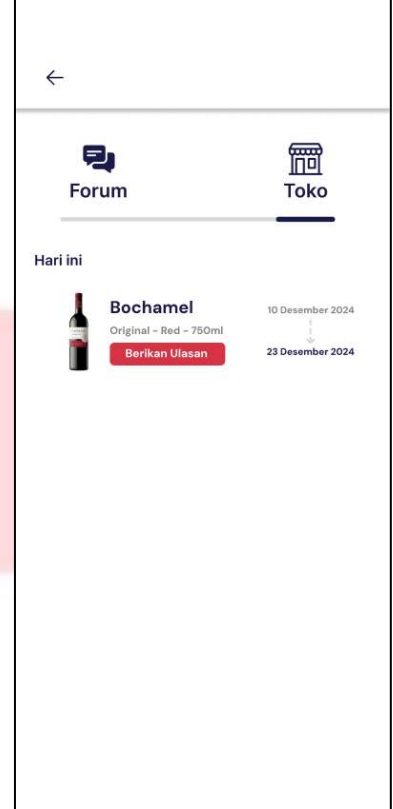 Forum
Toko
Hari ini
Bochamel
Original - Red - 750ml
Berikan Ulasan
10 Desember 2024
23 Desember 2024